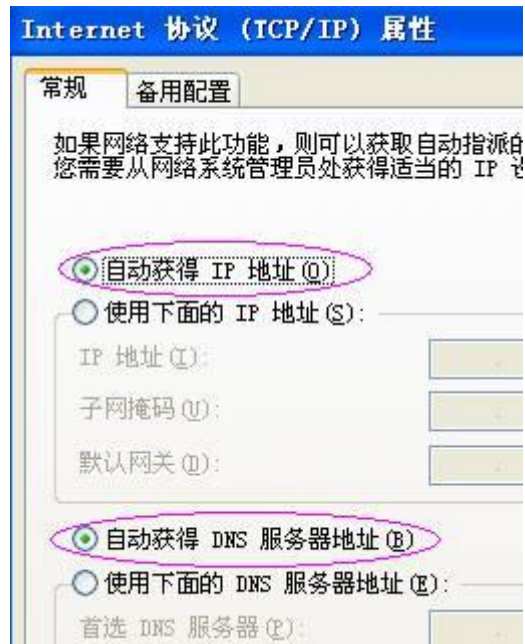 Internet 协议 (TCP/IP) 属性
常规
备用配置
如果网络支持此功能，则可以获取自动指派的
您需要从网络系统管理员处获得适当的 IP
自动获得 IP 地址(O)
使用下面的 IP 地址(S):
IP 地址(I):
子网掩码(U):
默认网关(D):
自动获得 DNS 服务器地址(B)
使用下面的 DNS 服务器地址(E):
首选 DNS 服务器(P):